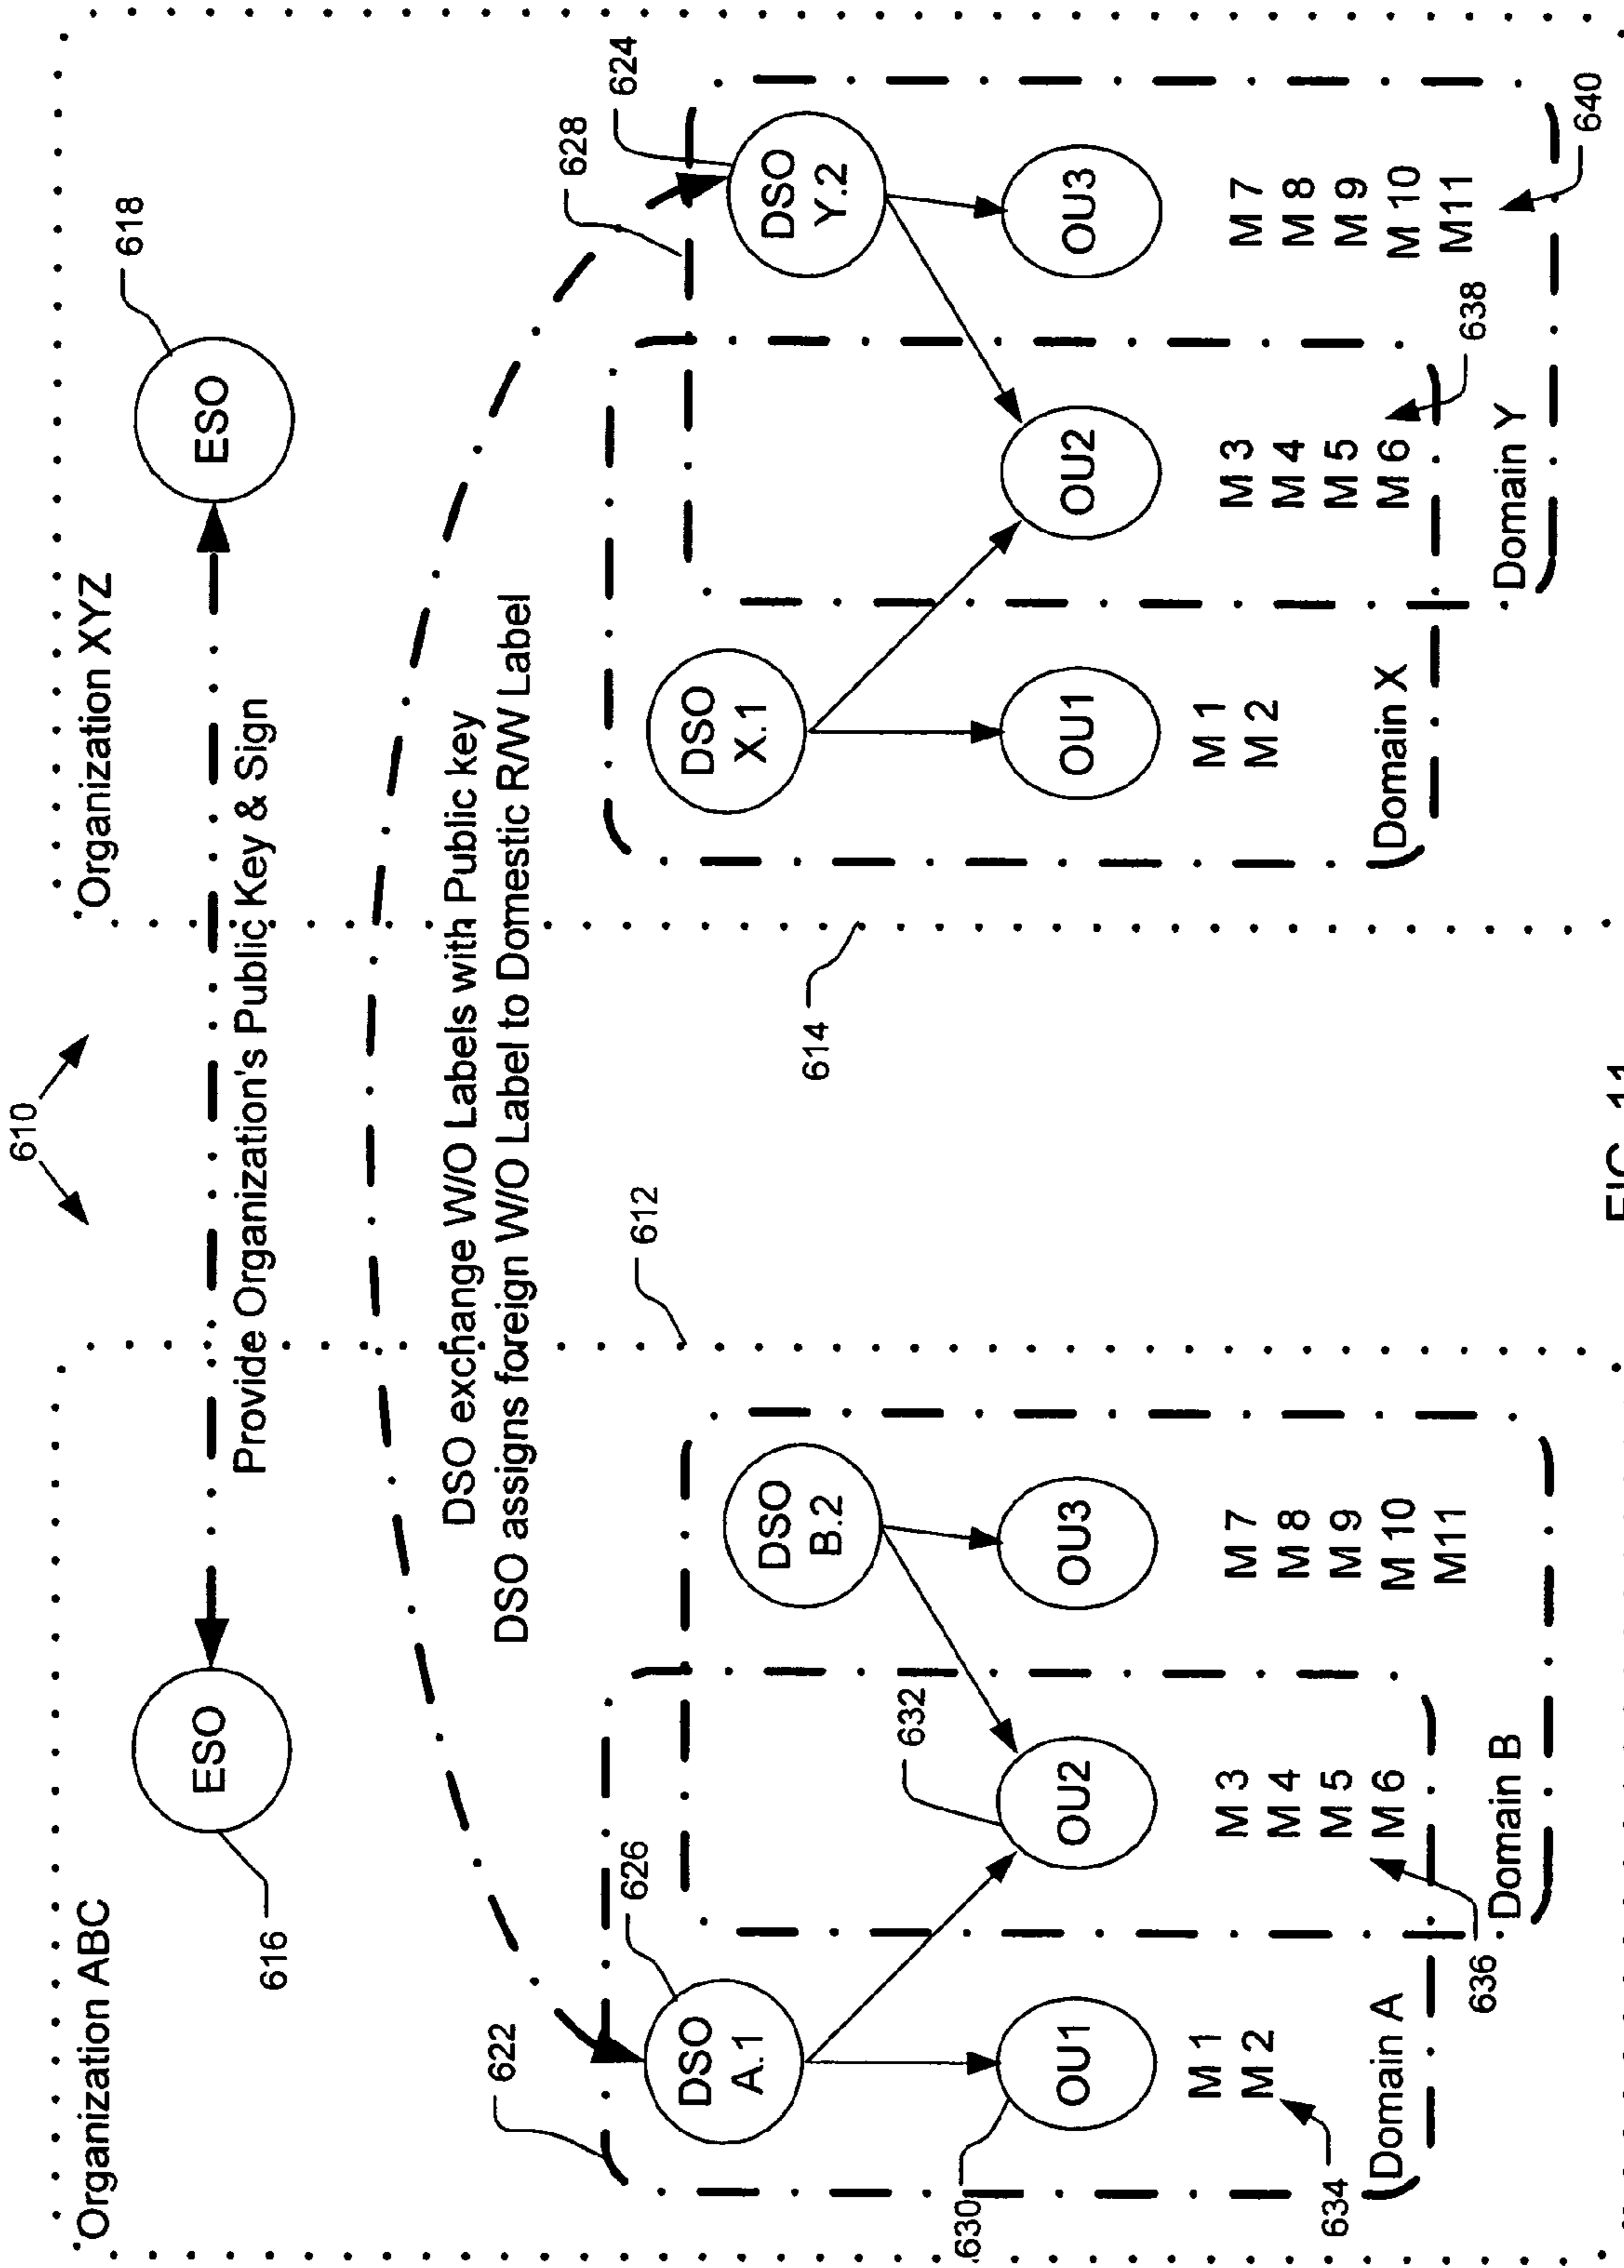 610
Organization ABC
Organization XYZ
ESO
616
ESO
618
Provide Organization's Public Key & Sign
DSO exchange W/O Labels with Public key
DSO assigns foreign W/O Label to Domestic R/W Label
622
626
612
614
628
624
DSO
A.1
DSO
B.2
DSO
X.1
DSO
Y.2
630
632
OU1
OU2
OU3
OU1
OU2
OU3
M 1
M 2
M 3
M 4
M 5
M 6
M 7
M 8
M 9
M 10
M11
M 1
M 2
M 3
M 4
M 5
M 6
M 7
M 8
M 9
M 10
M11
634
636
638
640
Domain A
Domain B
Domain X
Domain Y
FIG. 11